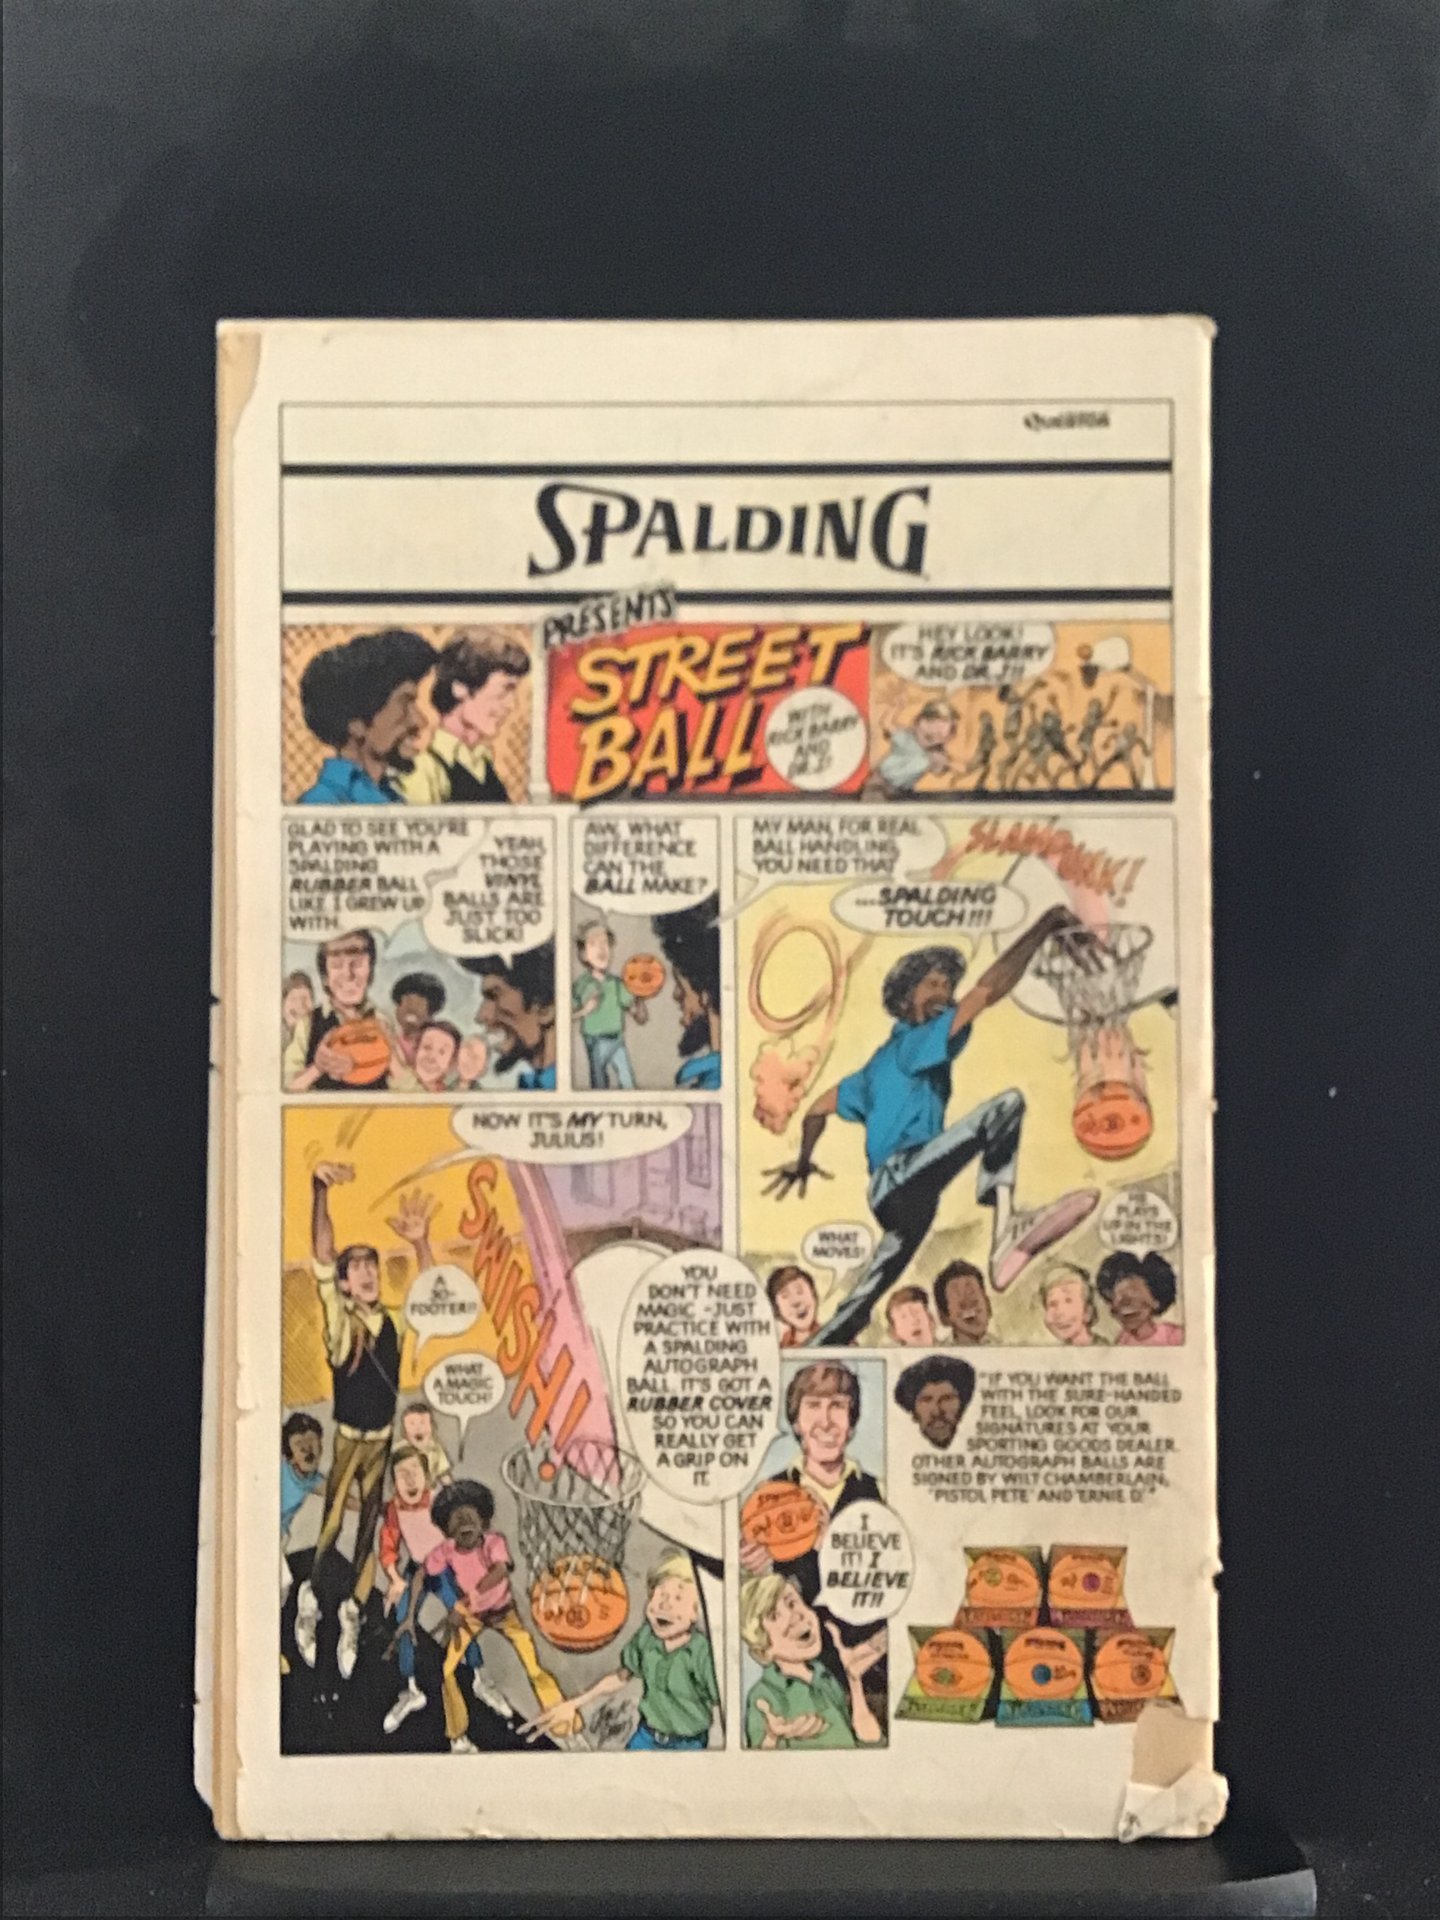 Questor
SPALDING
PRESENTS
STREET
BALL
WITH
RICK BARRY
AND
DR. J!
HEY LOOK!
IT'S RICK BARRY
AND DR. J!!
GLAD TO SEE YOU'RE
PLAYING WITH A
SPALDING
RUBBER BALL
LIKE I GREW UP
WITH.
YEAH,
THOSE
VINYL
BALLS ARE
JUST TOO
SLICK!
AW, WHAT
DIFFERENCE
CAN THE
BALL MAKE?
MY MAN, FOR REAL
BALL HANDLING,
YOU NEED THAT
...SPALDING
TOUCH!!!
SLAMDUNK!
WHAT
MOVES!
HE
PLAYS
UP IN THE
LIGHTS!
NOW IT'S MY TURN,
JULIUS!
SWISH!
A
30-
FOOTER!!
WHAT
A MAGIC
TOUCH!
YOU
DON'T NEED
MAGIC - JUST
PRACTICE WITH
A SPALDING
AUTOGRAPH
BALL. IT'S GOT A
RUBBER COVER
SO YOU CAN
REALLY GET
A GRIP ON
IT.
I
BELIEVE
IT! I
BELIEVE
IT!!
"IF YOU WANT THE BALL
WITH THE SURE-HANDED
FEEL, LOOK FOR OUR
SIGNATURES AT YOUR
SPORTING GOODS DEALER.
OTHER AUTOGRAPH BALLS ARE
SIGNED BY WILT CHAMBERLAIN,
'PISTOL PETE' AND 'ERNIE D.'"